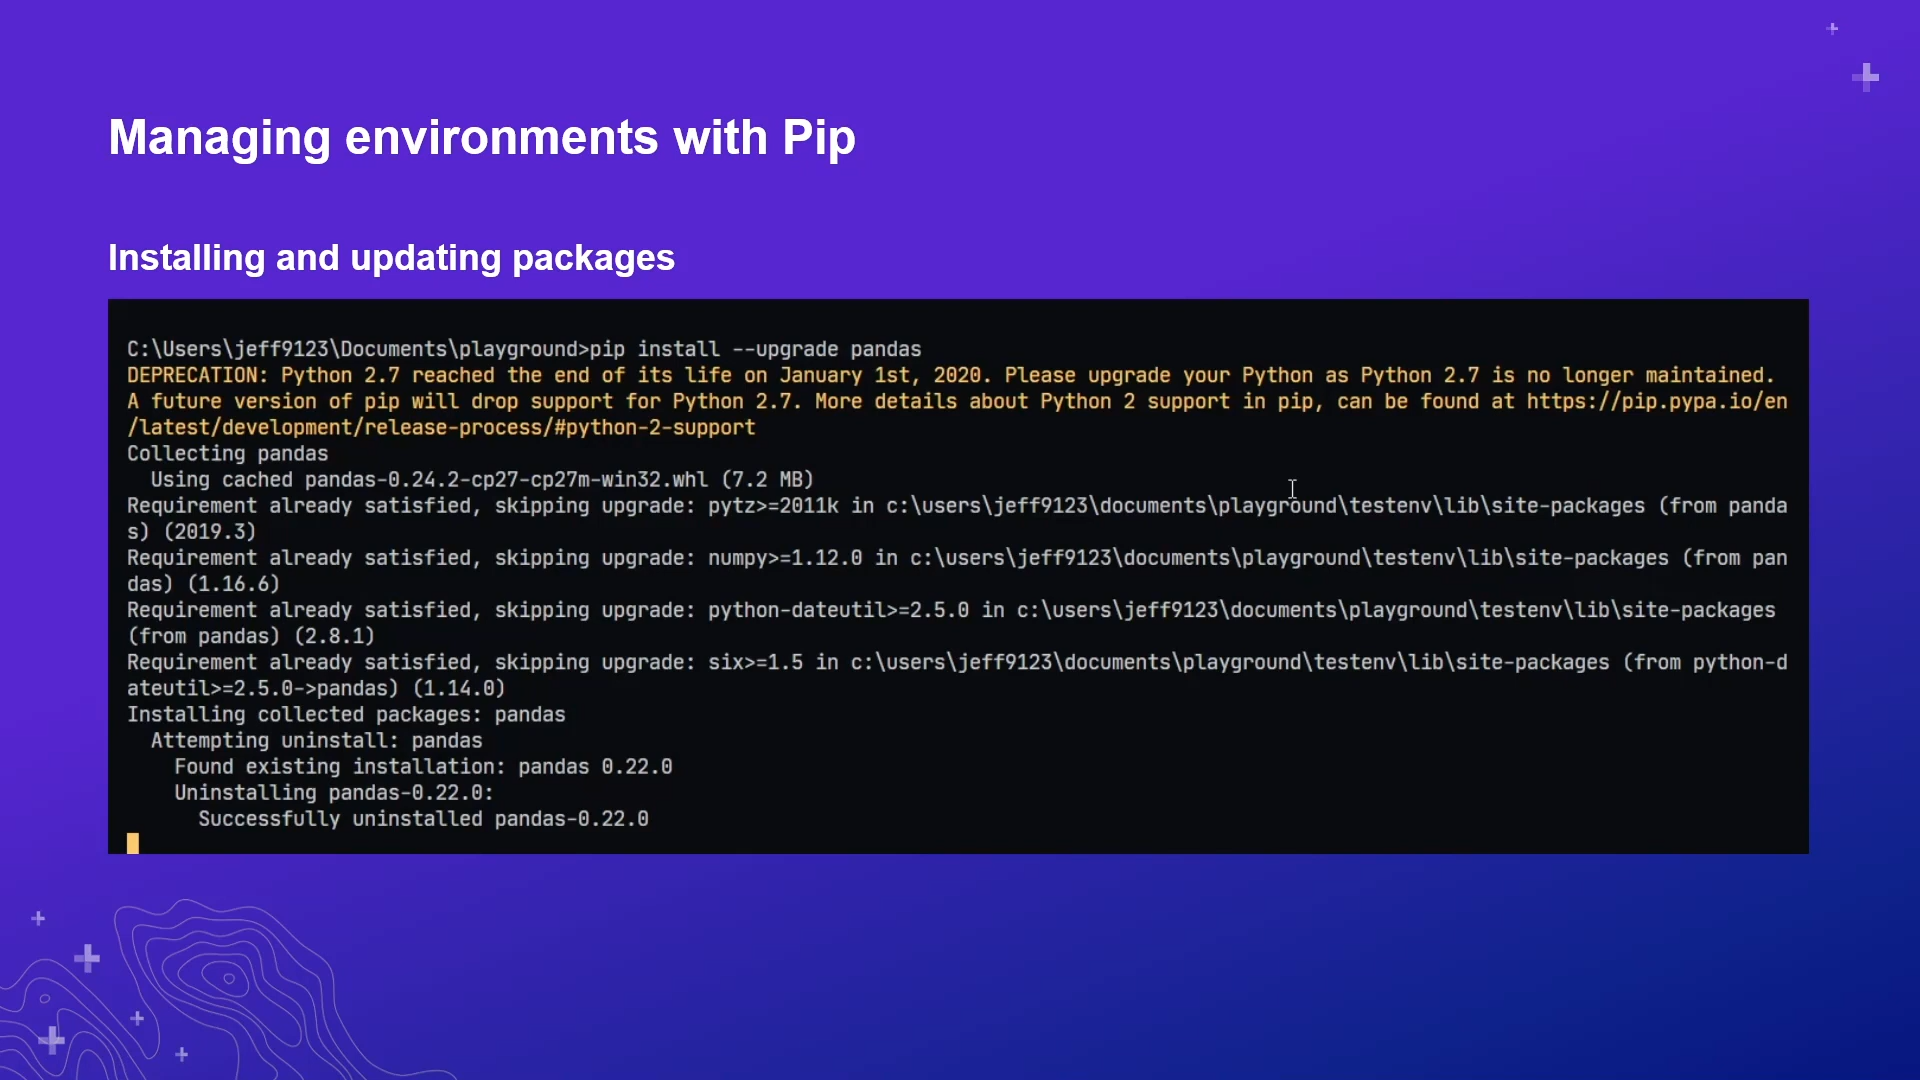 Managing environments with Pip
Installing and updating packages
C:\Users\jeff9123\Documents\playground>pip install --upgrade pandas
DEPRECATION: Python 2.7 reached the end of its life on January 1st, 2020. Please upgrade your Python as Python 2.7 is no longer maintained.
A future version of pip will drop support for Python 2.7. More details about Python 2 support in pip, can be found at https://pip.pypa.io/en
/latest/development/release-process/#python-2-support
Collecting pandas
  Using cached pandas-0.24.2-cp27-cp27m-win32.whl (7.2 MB)
Requirement already satisfied, skipping upgrade: pytz>=2011k in c:\users\jeff9123\documents\playground\testenv\lib\site-packages (from panda
s) (2019.3)
Requirement already satisfied, skipping upgrade: numpy>=1.12.0 in c:\users\jeff9123\documents\playground\testenv\lib\site-packages (from pan
das) (1.16.6)
Requirement already satisfied, skipping upgrade: python-dateutil>=2.5.0 in c:\users\jeff9123\documents\playground\testenv\lib\site-packages
(from pandas) (2.8.1)
Requirement already satisfied, skipping upgrade: six>=1.5 in c:\users\jeff9123\documents\playground\testenv\lib\site-packages (from python-d
ateutil>=2.5.0->pandas) (1.14.0)
Installing collected packages: pandas
  Attempting uninstall: pandas
    Found existing installation: pandas 0.22.0
    Uninstalling pandas-0.22.0:
      Successfully uninstalled pandas-0.22.0